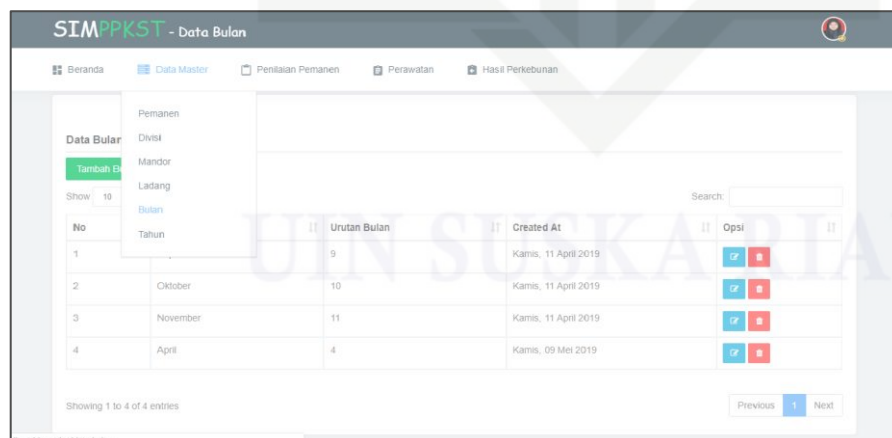 SIMPPKST - Data Bulan
Beranda Data Master Penilaian Pemanen Perawatan Hasil Perkebunan
Pemanen
Divisi
Mandor
Ladang
Bulan
Tahun
Data Bulan
Tambah
Show 10
Search:
No Urutan Bulan Created At Opsi
1 9 Kamis, 11 April 2019
2 Oktober 10 Kamis, 11 April 2019
3 November 11 Kamis, 11 April 2019
4 April 4 Kamis, 09 Mei 2019
Showing 1 to 4 of 4 entries
Previous 1 Next
UIN SUSKA RIA